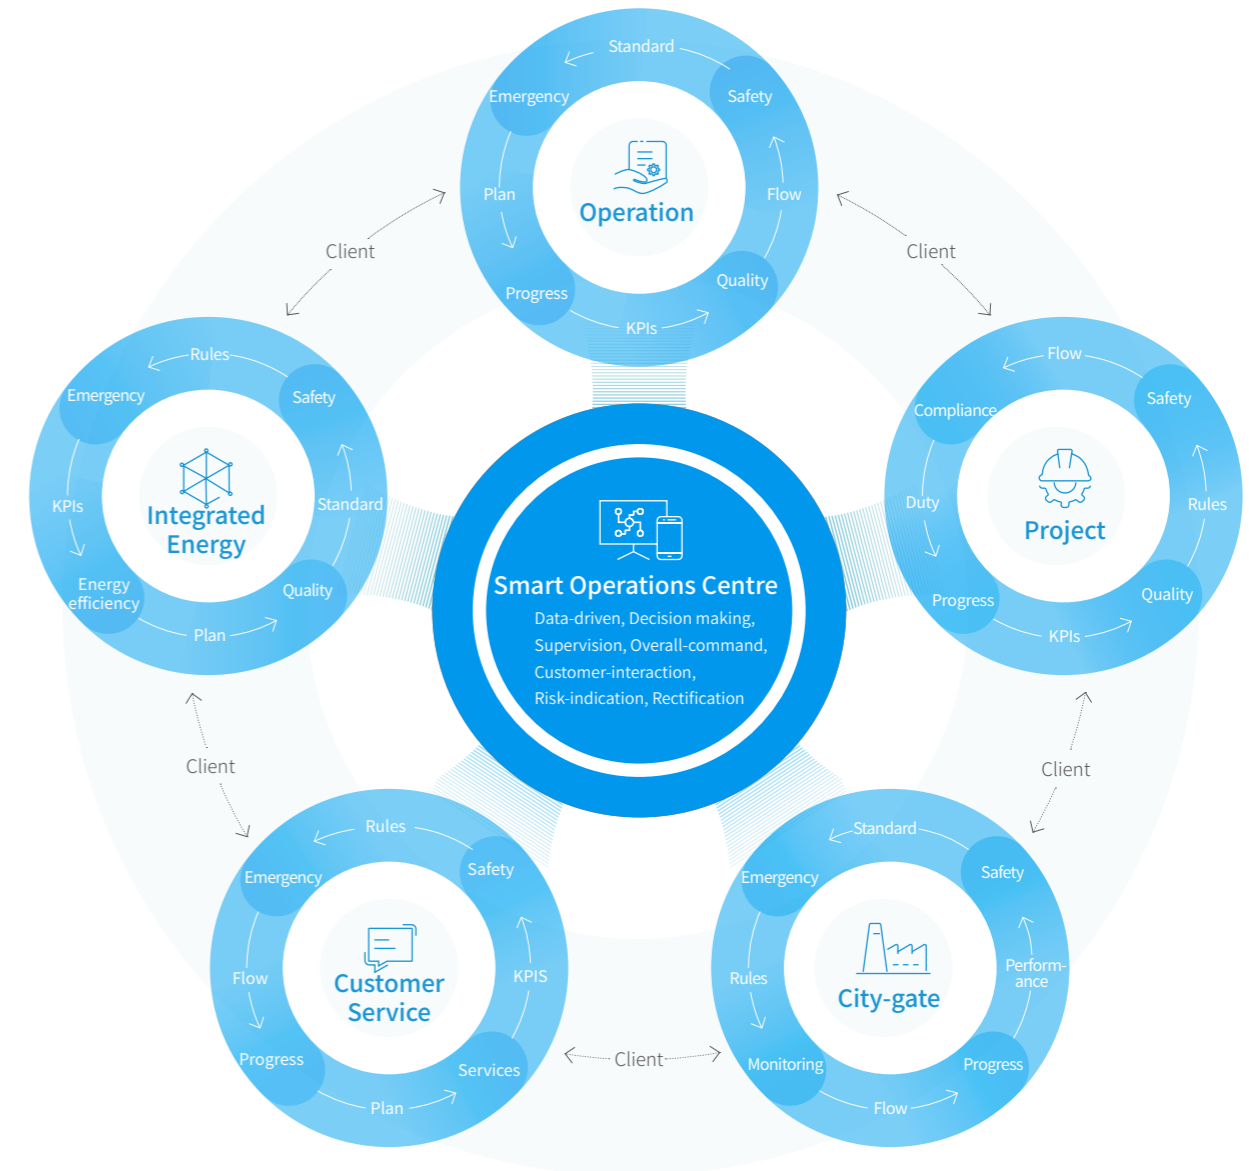 Standard
Emergency
Safety
Plan
Flow
Operation
Progress
Quality
KPIs
Client
Client
Rules
Emergency
Safety
KPIs
Standard
Integrated
Energy
Energy
efficiency
Quality
Plan
Flow
Compliance
Safety
Duty
Rules
Project
Progress
Quality
KPIs
Smart Operations Centre
Data-driven, Decision making,
Supervision, Overall-command,
Customer-interaction,
Risk-indication, Rectification
Client
Client
Rules
Emergency
Safety
Flow
KPIS
Customer
Service
Progress
Services
Plan
Standard
Emergency
Safety
Rules
Perform-
ance
City-gate
Monitoring
Progress
Flow
Client